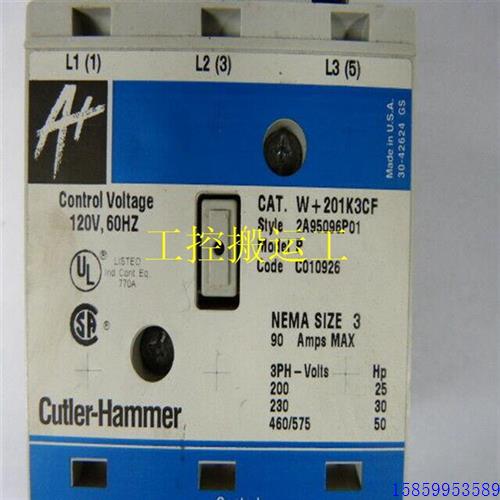 L1 (1) L2 (3) L3 (5)
A+
Made in U.S.A.
30-42624 GS
Control Voltage
120V, 60HZ
UL LISTED
Ind. Cont. Eq.
770A
SA
CAT. W+201K3CF
Style 2A95096P01
Model B
Code C010926
工控搬运工
NEMA SIZE 3
90 Amps MAX
3PH-Volts Hp
200 25
230 30
460/575 50
Cutler-Hammer
15859953589